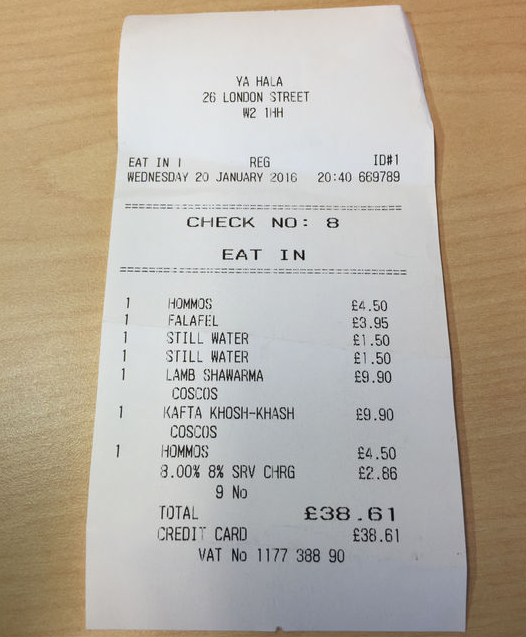 YA HALA
26 LONDON STREET
W2 1HH
EAT IN 1 REG ID#1
WEDNESDAY 20 JANUARY 2016 20:40 669789
================================================
CHECK NO: 8
EAT IN
================================================
1 HOMMOS £4.50
1 FALAFEL £3.95
1 STILL WATER £1.50
1 STILL WATER £1.50
1 LAMB SHAWARMA £9.90
COSCOS
1 KAFTA KHOSH-KHASH £9.90
COSCOS
1 HOMMOS £4.50
8.00% 8% SRV CHRG £2.86
9 No
TOTAL £38.61
CREDIT CARD £38.61
VAT No 1177 388 90